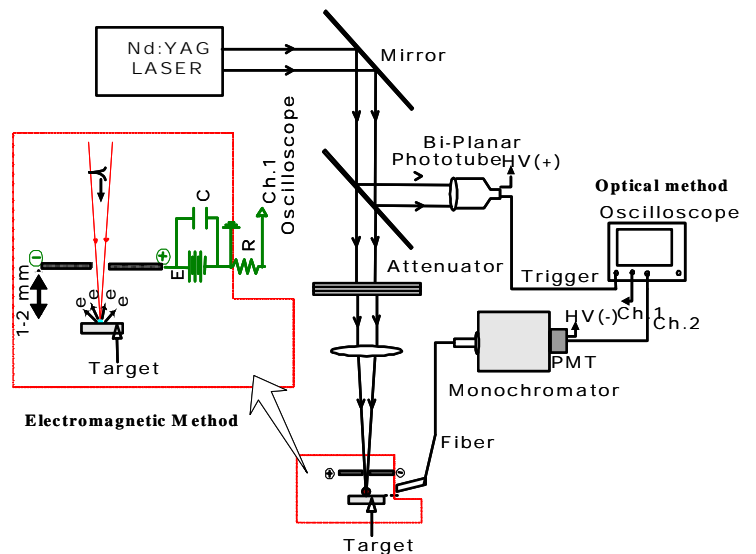 Nd:YAG
LASER
Mirror
Bi-Planar
Phototube
HV(+)
Optical method
Oscilloscope
Ch.1
Oscilloscope
C
E
R
1-2 mm
e
e
e
e
Target
Attenuator
Trigger
HV(-)
Ch.1
Ch.2
PMT
Monochromator
Electromagnetic Method
Fiber
Target